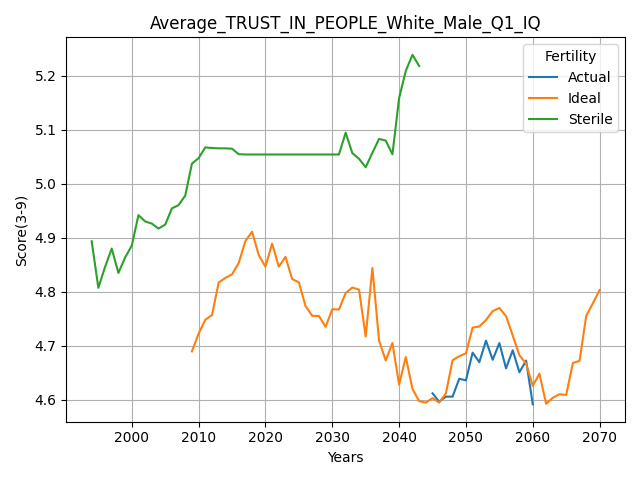 Average_TRUST_IN_PEOPLE_White_Male_Q1_IQ
Fertility
Actual
Ideal
Sterile
Score(3-9)
5.2
5.1
5.0
4.9
4.8
4.7
4.6
2000 2010 2020 2030 2040 2050 2060 2070
Years